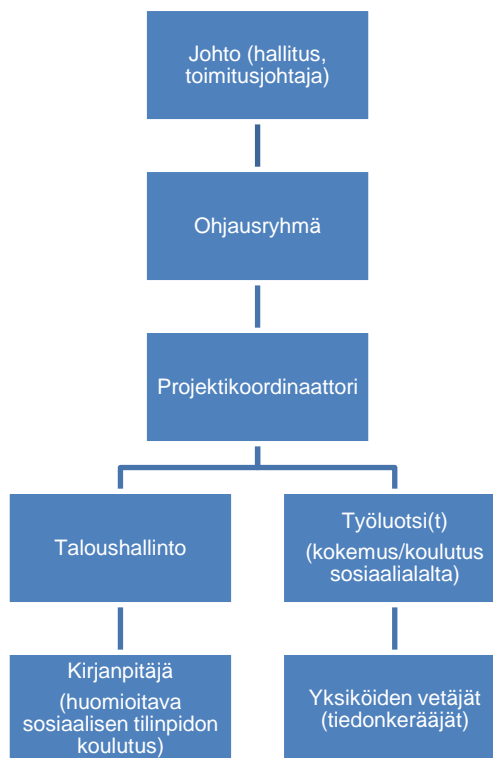 Johto (hallitus,
toimitusjohtaja)
Ohjausryhmä
Projektikoordinaattori
Taloushallinto
Työluotsi(t)
(kokemus/koulutus
sosiaalialalta)
Kirjanpitäjä
(huomioitava
sosiaalisen tilinpidon
koulutus)
Yksiköiden vetäjät
(tiedonkerääjät)